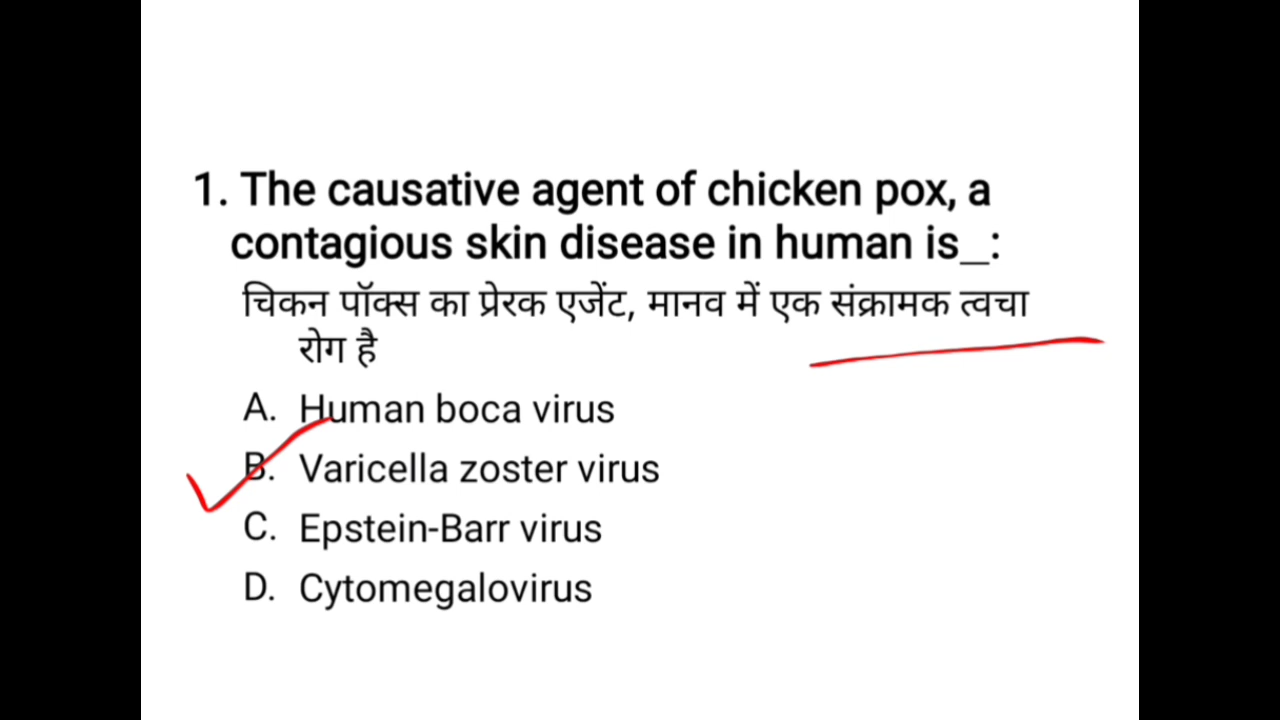 1. The causative agent of chicken pox, a
contagious skin disease in human is_:
चिकन पॉक्स का प्रेरक एजेंट, मानव में एक संक्रामक त्वचा
रोग है
A. Human boca virus
B. Varicella zoster virus
C. Epstein-Barr virus
D. Cytomegalovirus